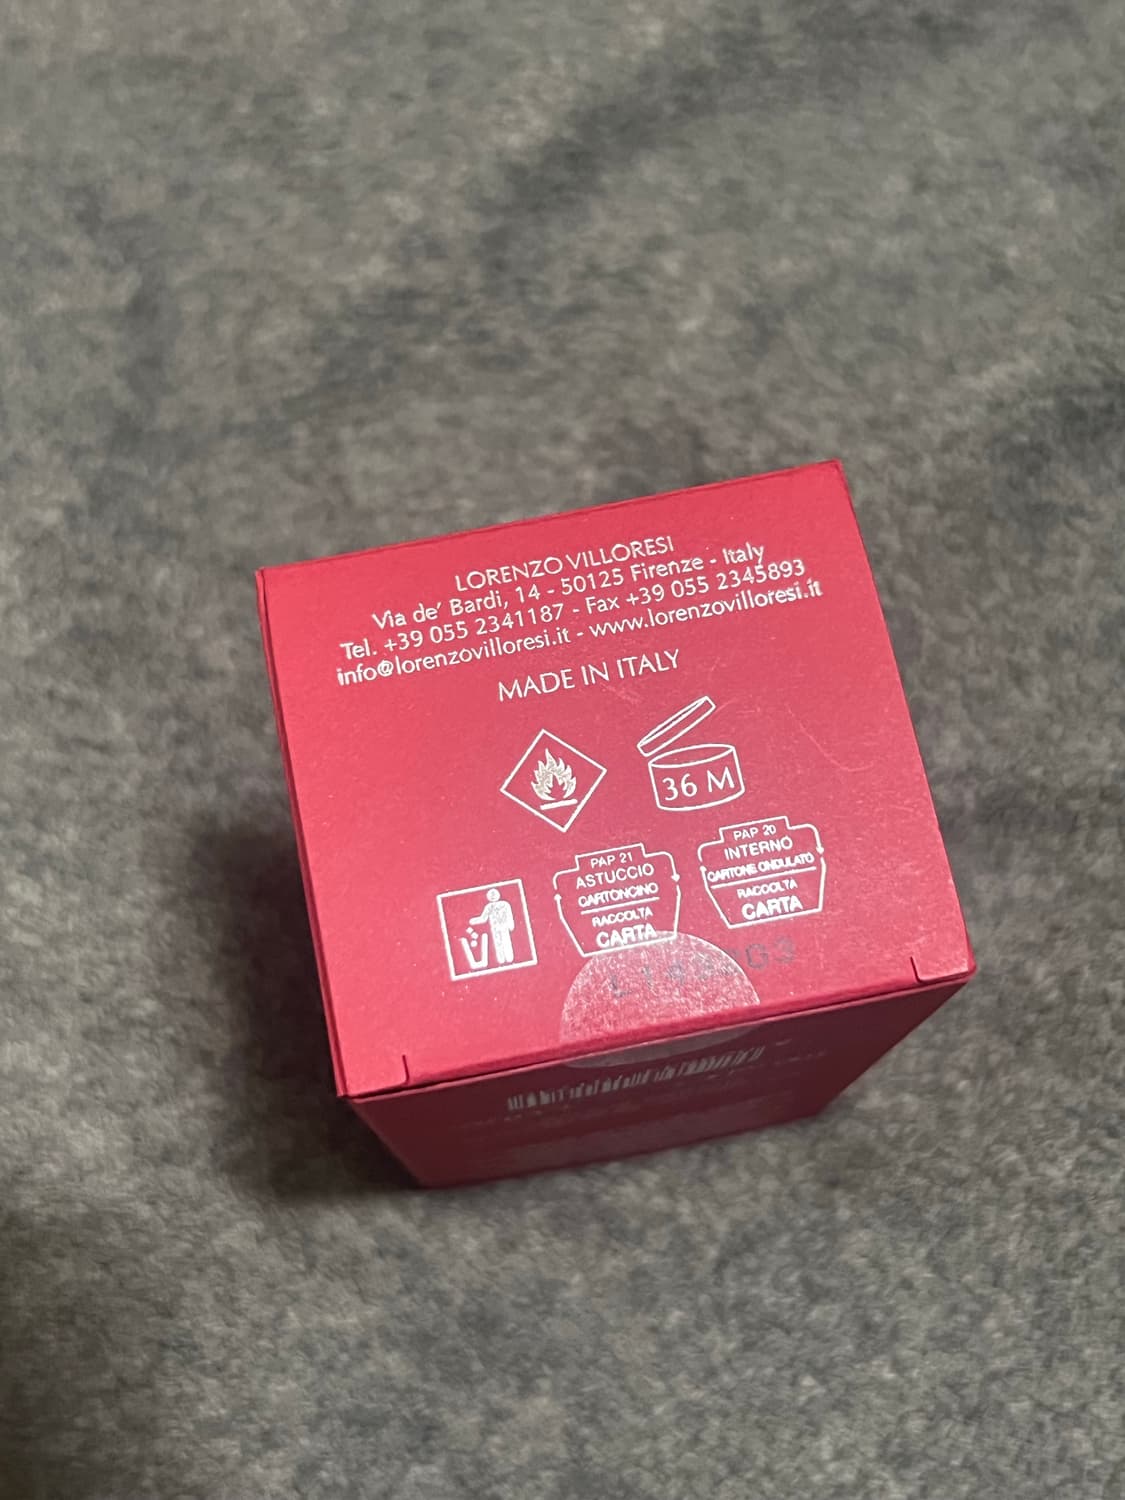 LORENZO VILLORESI
Via de' Bardi, 14 - 50125 Firenze - Italy
Tel. +39 055 2341187 - Fax +39 055 2345893
info@lorenzovilloresi.it - www.lorenzovilloresi.it
MADE IN ITALY
36 M
PAP 21
ASTUCCIO
CARTONCINO
RACCOLTA
CARTA
PAP 20
INTERNO
CARTONE ONDULATO
RACCOLTA
CARTA